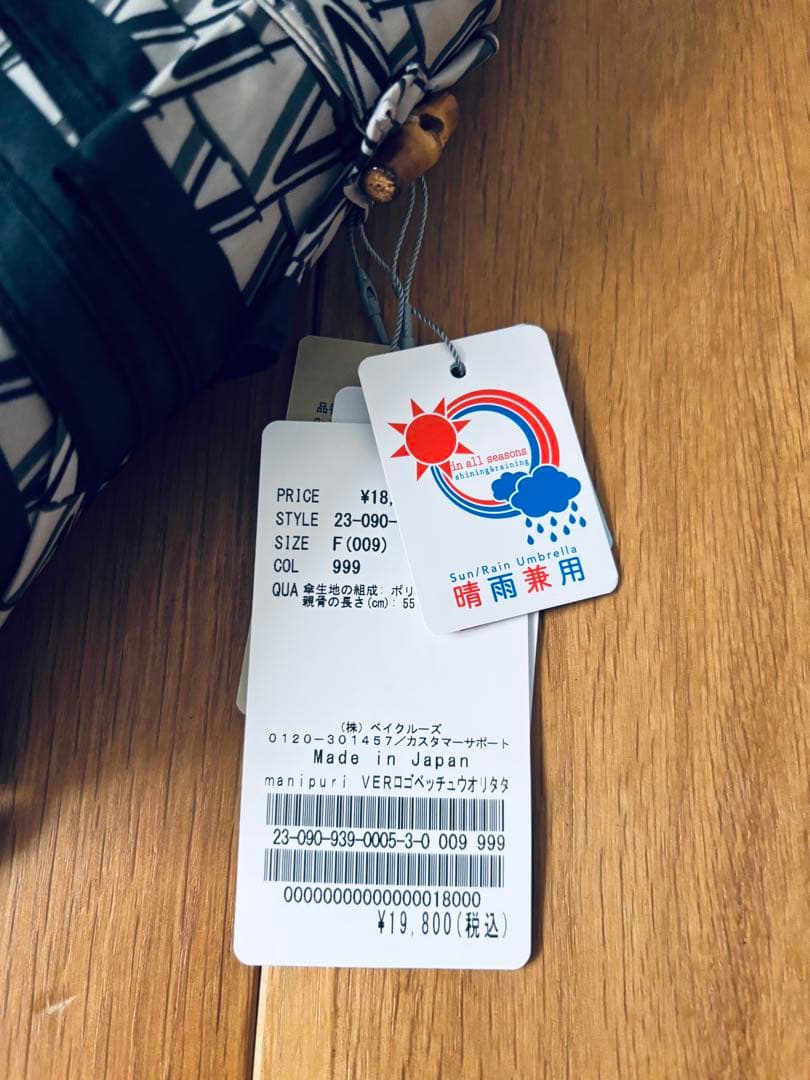 in all seasons
shining&raining
Sun/Rain Umbrella
晴雨兼用
品
PRICE ¥18,
STYLE 23-090-
SIZE F(009)
COL 999
QUA 傘生地の組成: ポリ
親骨の長さ(cm): 55
(株) ベイクルーズ
0120-301457/カスタマーサポート
Made in Japan
manipuri VERロゴベッチュウオリタタ
23-090-939-0005-3-0 009 999
00000000000000018000
¥19,800(税込)